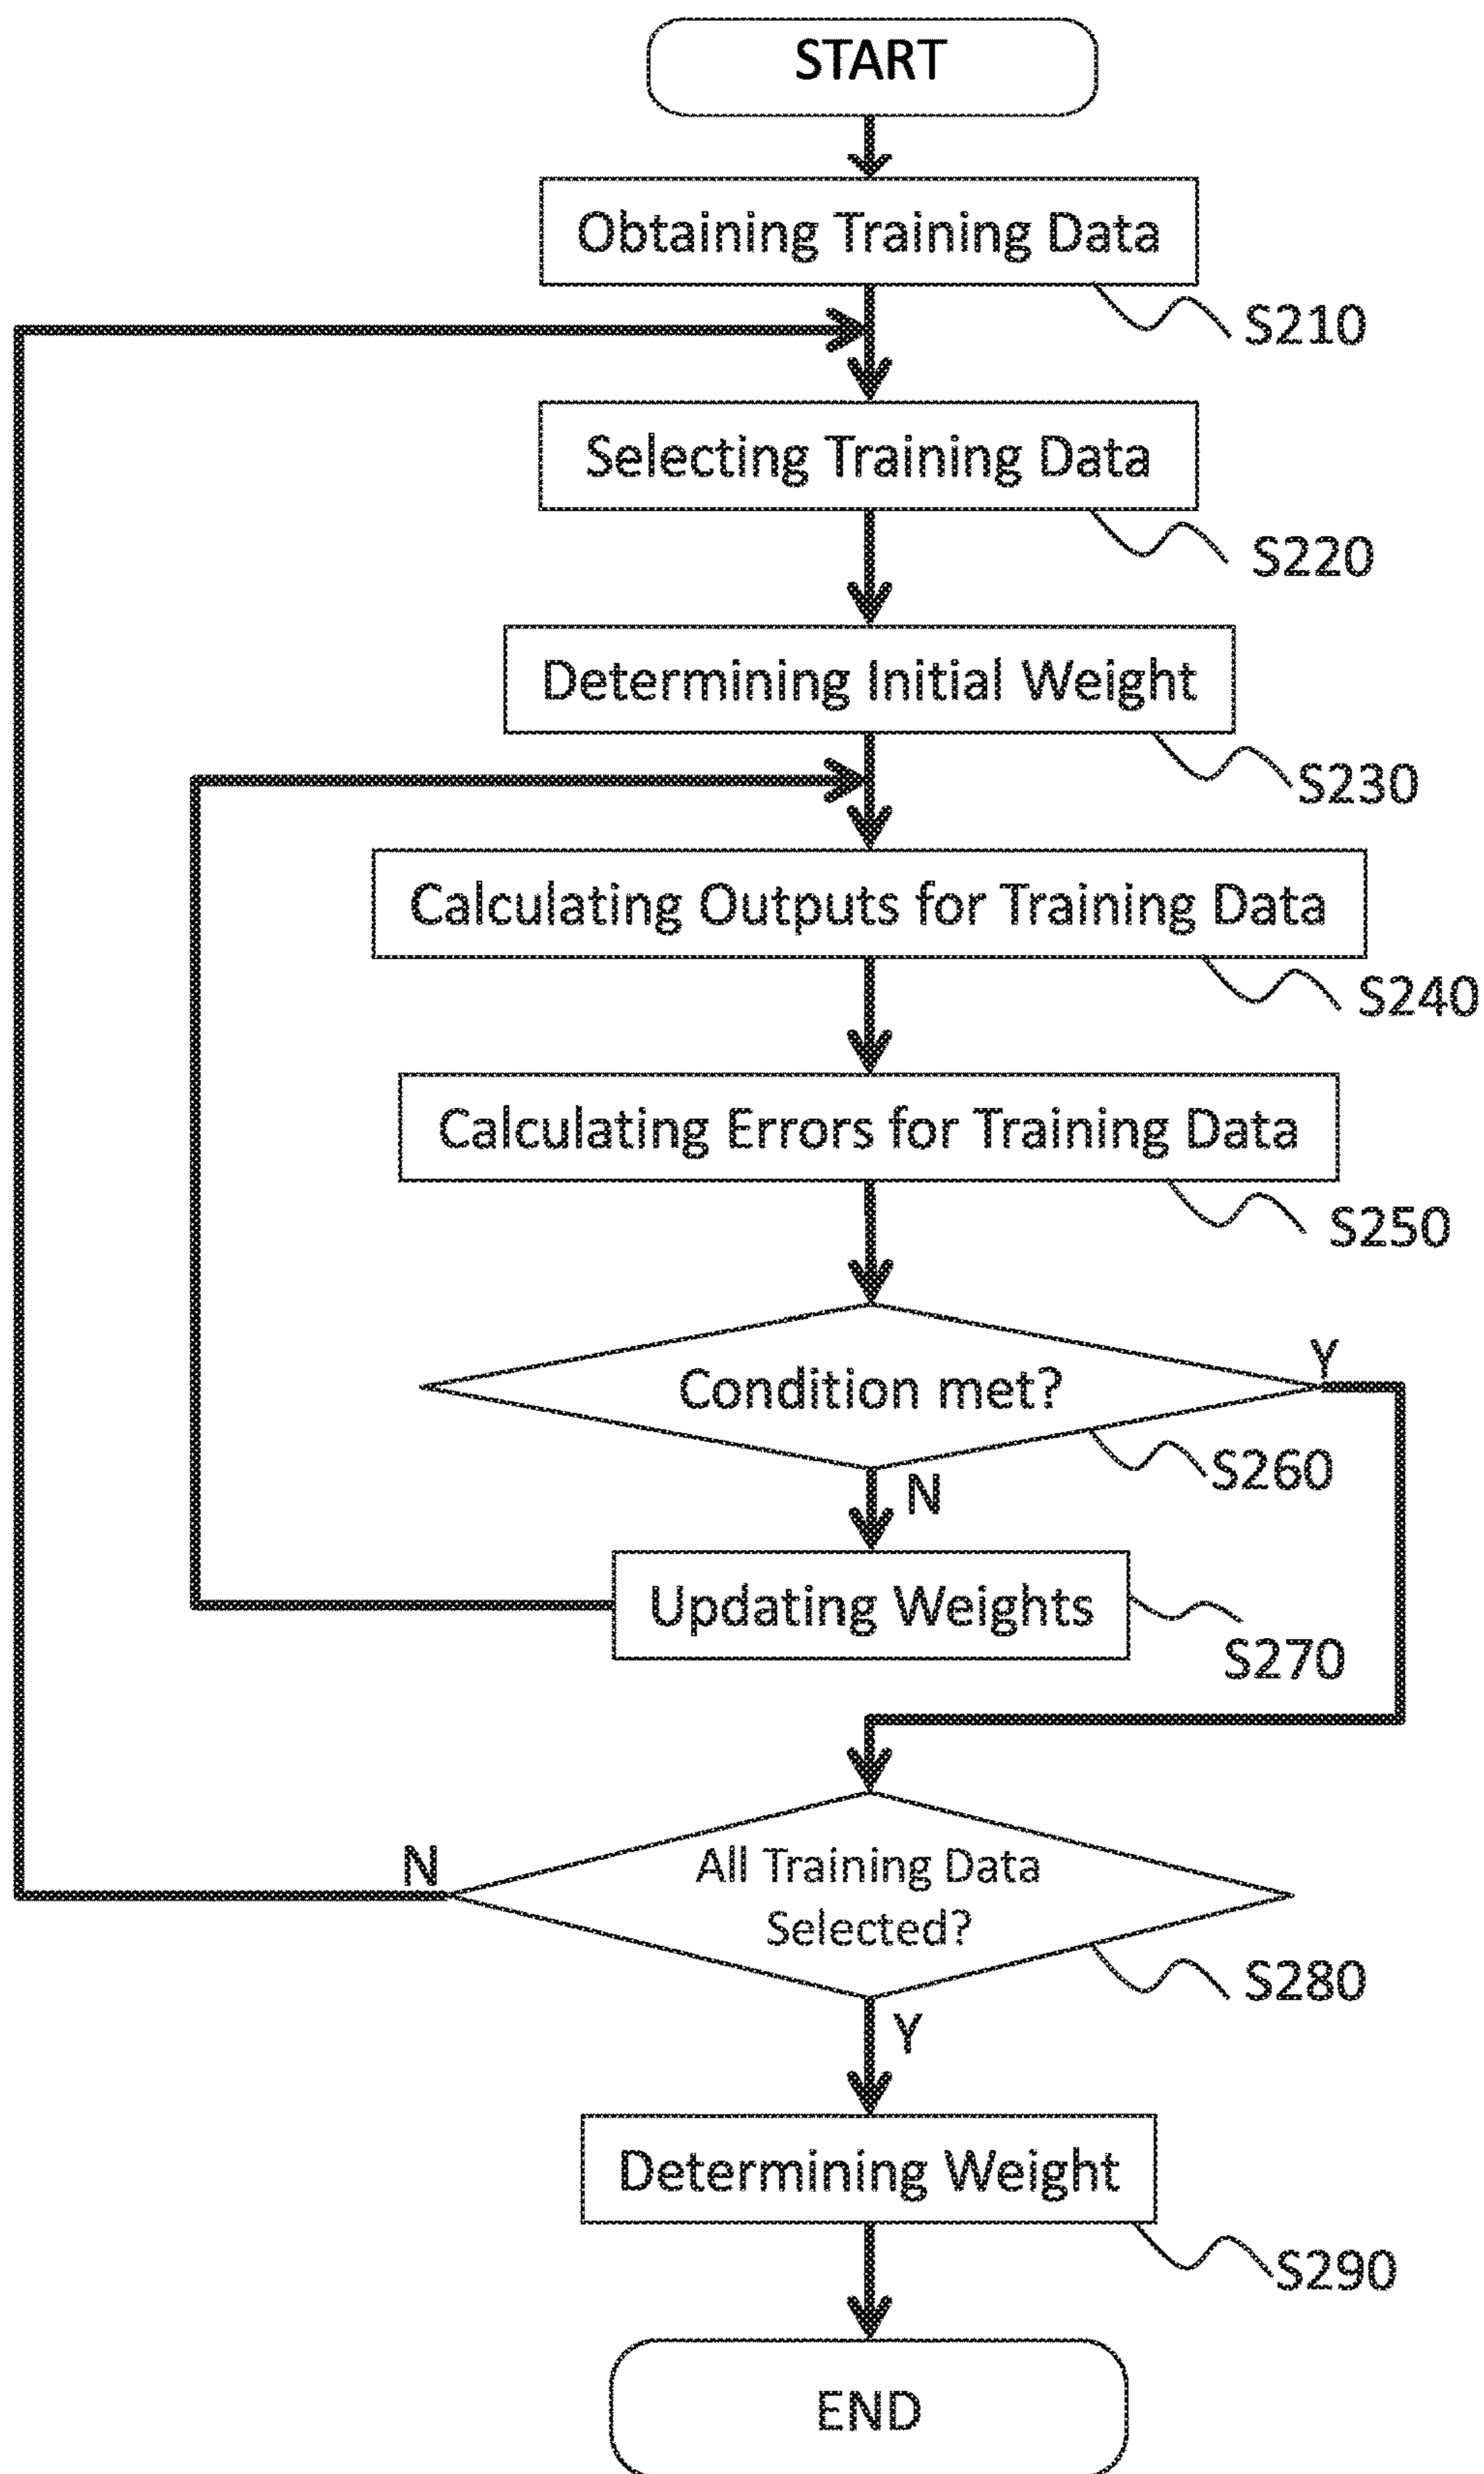 START
Obtaining Training Data
S210
Selecting Training Data
S220
Determining Initial Weight
S230
Calculating Outputs for Training Data
S240
Calculating Errors for Training Data
S250
Condition met?
Y
S260
N
Updating Weights
S270
All Training Data
Selected?
N
S280
Y
Determining Weight
S290
END